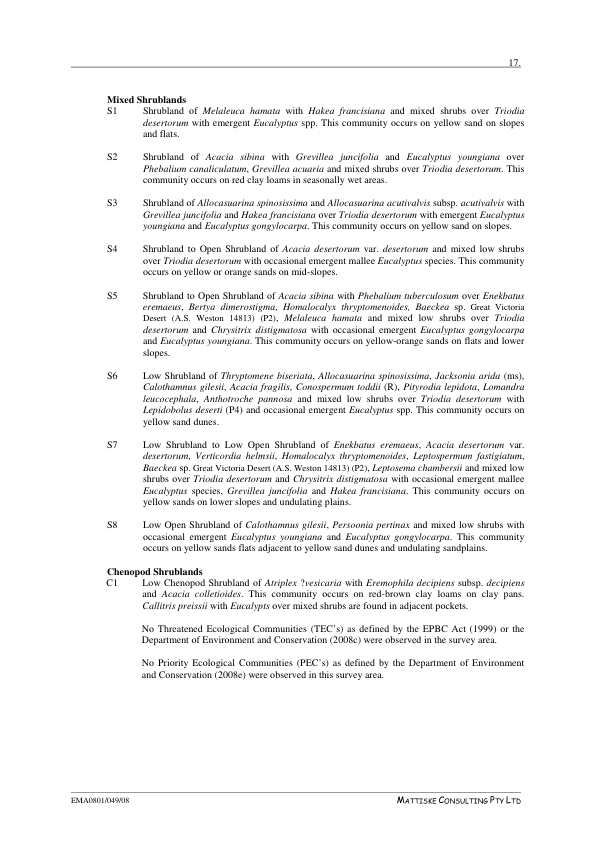 17.
Mixed Shrublands
S1 Shrubland of Melaleuca hamata with Hakea francisiana and mixed shrubs over Triodia
desertorum with emergent Eucalyptus spp. This community occurs on yellow sand on slopes
and flats.
S2 Shrubland of Acacia sibina with Grevillea juncifolia and Eucalyptus youngiana over
Phebalium canaliculatum, Grevillea acuaria and mixed shrubs over Triodia desertorum. This
community occurs on red clay loams in seasonally wet areas.
S3 Shrubland of Allocasuarina spinosissima and Allocasuarina acutivalvis subsp. acutivalvis with
Grevillea juncifolia and Hakea francisiana over Triodia desertorum with emergent Eucalyptus
youngiana and Eucalyptus gongylocarpa. This community occurs on yellow sand on slopes.
S4 Shrubland to Open Shrubland of Acacia desertorum var. desertorum and mixed low shrubs
over Triodia desertorum with occasional emergent mallee Eucalyptus species. This community
occurs on yellow or orange sands on mid-slopes.
S5 Shrubland to Open Shrubland of Acacia sibina with Phebalium tuberculosum over Enekbatus
eremaeus, Bertya dimerostigma, Homalocalyx thryptomenoides, Baeckea sp. Great Victoria
Desert (A.S. Weston 14813) (P2), Melaleuca hamata and mixed low shrubs over Triodia
desertorum and Chrysitrix distigmatosa with occasional emergent Eucalyptus gongylocarpa
and Eucalyptus youngiana. This community occurs on yellow-orange sands on flats and lower
slopes.
S6 Low Shrubland of Thryptomene biseriata, Allocasuarina spinosissima, Jacksonia arida (ms),
Calothamnus gilesii, Acacia fragilis, Conospermum toddii (R), Pityrodia lepidota, Lomandra
leucocephala, Anthotroche pannosa and mixed low shrubs over Triodia desertorum with
Lepidobolus deserti (P4) and occasional emergent Eucalyptus spp. This community occurs on
yellow sand dunes.
S7 Low Shrubland to Low Open Shrubland of Enekbatus eremaeus, Acacia desertorum var.
desertorum, Verticordia helmsii, Homalocalyx thryptomenoides, Leptospermum fastigiatum,
Baeckea sp. Great Victoria Desert (A.S. Weston 14813) (P2), Leptosema chambersii and mixed low
shrubs over Triodia desertorum and Chrysitrix distigmatosa with occasional emergent mallee
Eucalyptus species, Grevillea juncifolia and Hakea francisiana. This community occurs on
yellow sands on lower slopes and undulating plains.
S8 Low Open Shrubland of Calothamnus gilesii, Persoonia pertinax and mixed low shrubs with
occasional emergent Eucalyptus youngiana and Eucalyptus gongylocarpa. This community
occurs on yellow sands flats adjacent to yellow sand dunes and undulating sandplains.
Chenopod Shrublands
C1 Low Chenopod Shrubland of Atriplex ?vesicaria with Eremophila decipiens subsp. decipiens
and Acacia colletioides. This community occurs on red-brown clay loams on clay pans.
Callitris preissii with Eucalypts over mixed shrubs are found in adjacent pockets.
No Threatened Ecological Communities (TEC's) as defined by the EPBC Act (1999) or the
Department of Environment and Conservation (2008c) were observed in the survey area.
No Priority Ecological Communities (PEC's) as defined by the Department of Environment
and Conservation (2008e) were observed in this survey area.
EMA0801/049/08 MATTISKE CONSULTING PTY LTD